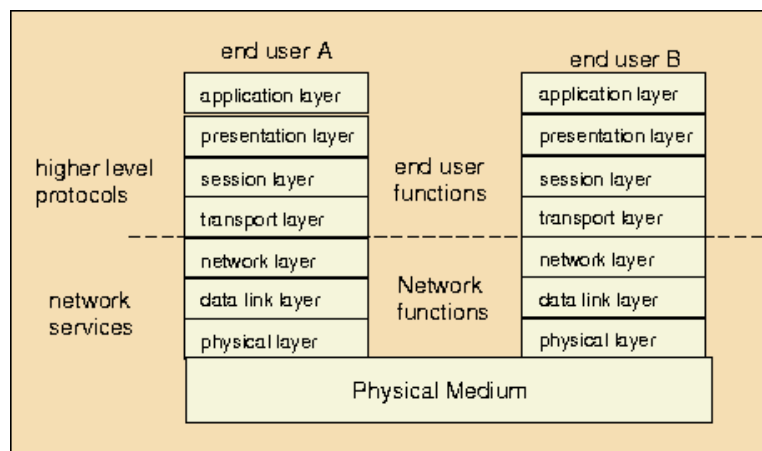 end user A
end user B
application layer
application layer
presentation layer
presentation layer
higher level
protocols
end user
functions
session layer
session layer
transport layer
transport layer
network layer
network layer
network
services
Network
functions
data link layer
data link layer
physical layer
physical layer
Physical Medium